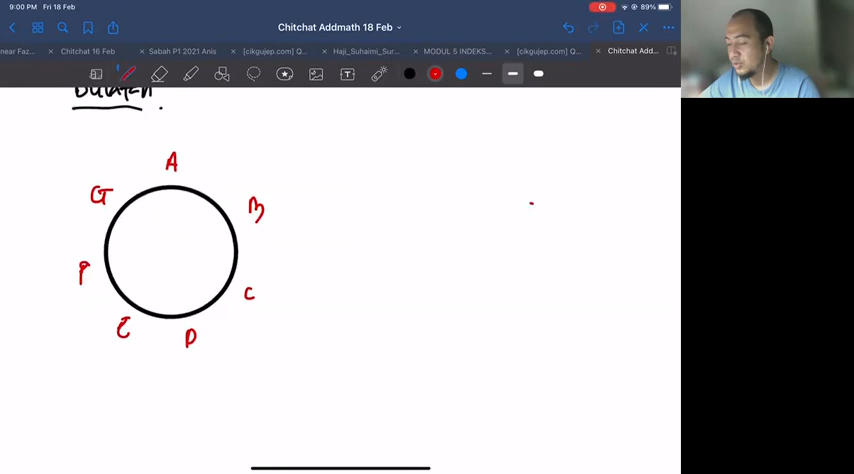 9:00 PM Fri 18 Feb
89%
Chitchat Addmath 18 Feb
near Faz...
Chitchat 16 Feb
Sabah P1 2021 Anis
[cikgujep.com] Q...
Haji_Suhaimi_Sur...
MODUL 5 INDEKS...
[cikgujep.com] Q...
Chitchat Add...
T
A
G
B
F
C
E
D